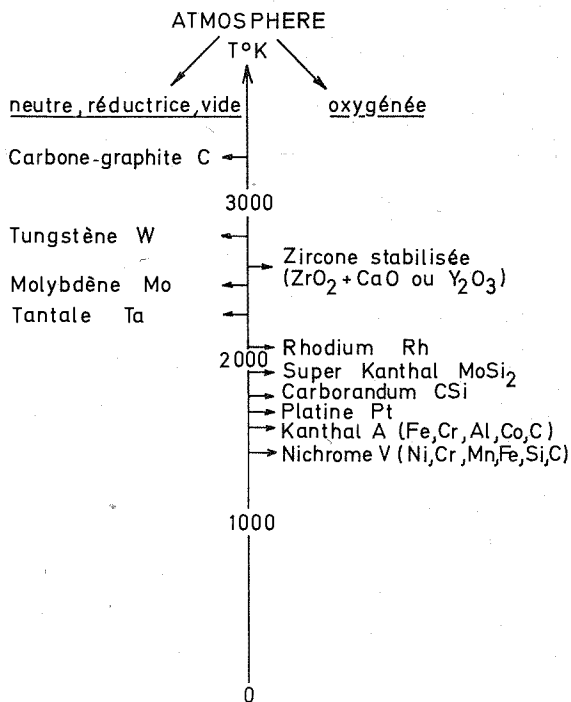 ATMOSPHERE
T°K
neutre, réductrice, vide
oxygénée
Carbone-graphite C
3000
Tungstène W
Zircone stabilisée
(ZrO2 + CaO ou Y2O3)
Molybdène Mo
Tantale Ta
Rhodium Rh
2000
Super Kanthal MoSi2
Carborandum CSi
Platine Pt
Kanthal A (Fe,Cr,Al,Co,C)
Nichrome V (Ni,Cr,Mn,Fe,Si,C)
1000
0